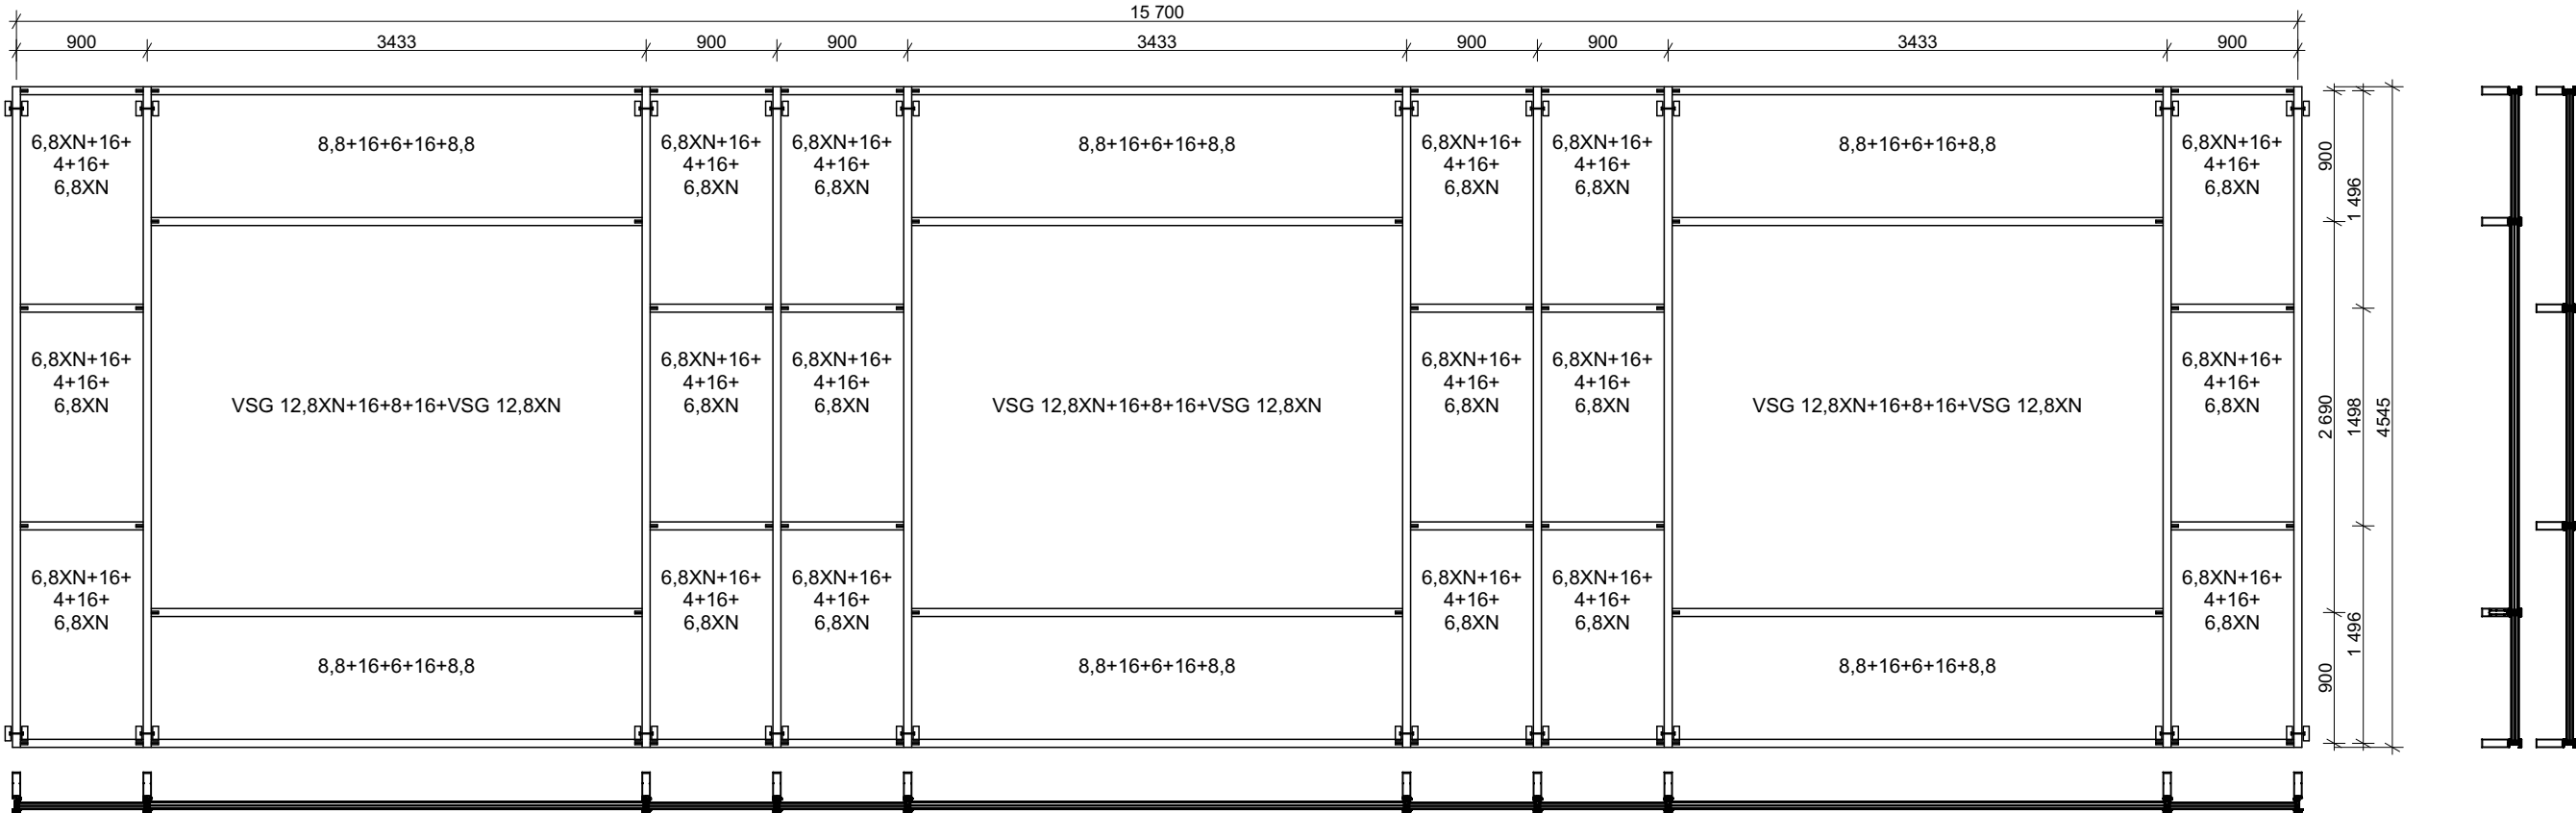 15 700
900 3433 900 900 3433 900 900 3433 900
6,8XN+16+
4+16+
6,8XN
8,8+16+6+16+8,8
6,8XN+16+
4+16+
6,8XN
6,8XN+16+
4+16+
6,8XN
8,8+16+6+16+8,8
6,8XN+16+
4+16+
6,8XN
6,8XN+16+
4+16+
6,8XN
8,8+16+6+16+8,8
6,8XN+16+
4+16+
6,8XN
6,8XN+16+
4+16+
6,8XN
VSG 12,8XN+16+8+16+VSG 12,8XN
6,8XN+16+
4+16+
6,8XN
6,8XN+16+
4+16+
6,8XN
VSG 12,8XN+16+8+16+VSG 12,8XN
6,8XN+16+
4+16+
6,8XN
6,8XN+16+
4+16+
6,8XN
VSG 12,8XN+16+8+16+VSG 12,8XN
6,8XN+16+
4+16+
6,8XN
6,8XN+16+
4+16+
6,8XN
8,8+16+6+16+8,8
6,8XN+16+
4+16+
6,8XN
6,8XN+16+
4+16+
6,8XN
8,8+16+6+16+8,8
6,8XN+16+
4+16+
6,8XN
6,8XN+16+
4+16+
6,8XN
8,8+16+6+16+8,8
6,8XN+16+
4+16+
6,8XN
900
2 690
900
1 496
1498
1 496
4545